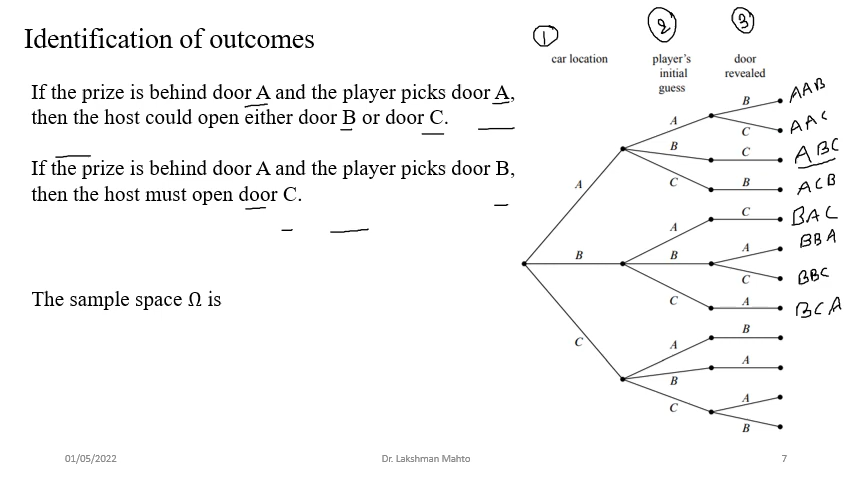 Identification of outcomes
If the prize is behind door A and the player picks door A,
then the host could open either door B or door C.
If the prize is behind door A and the player picks door B,
then the host must open door C.
The sample space Ω is
1
2
3
car location
player's
initial
guess
door
revealed
A
B
C
A
B
C
A
B
C
A
B
C
B
C
C
B
C
A
C
A
B
A
A
B
AAB
AAC
ABC
ACB
BAC
BBA
BBC
BCA
01/05/2022
Dr. Lakshman Mahto
7